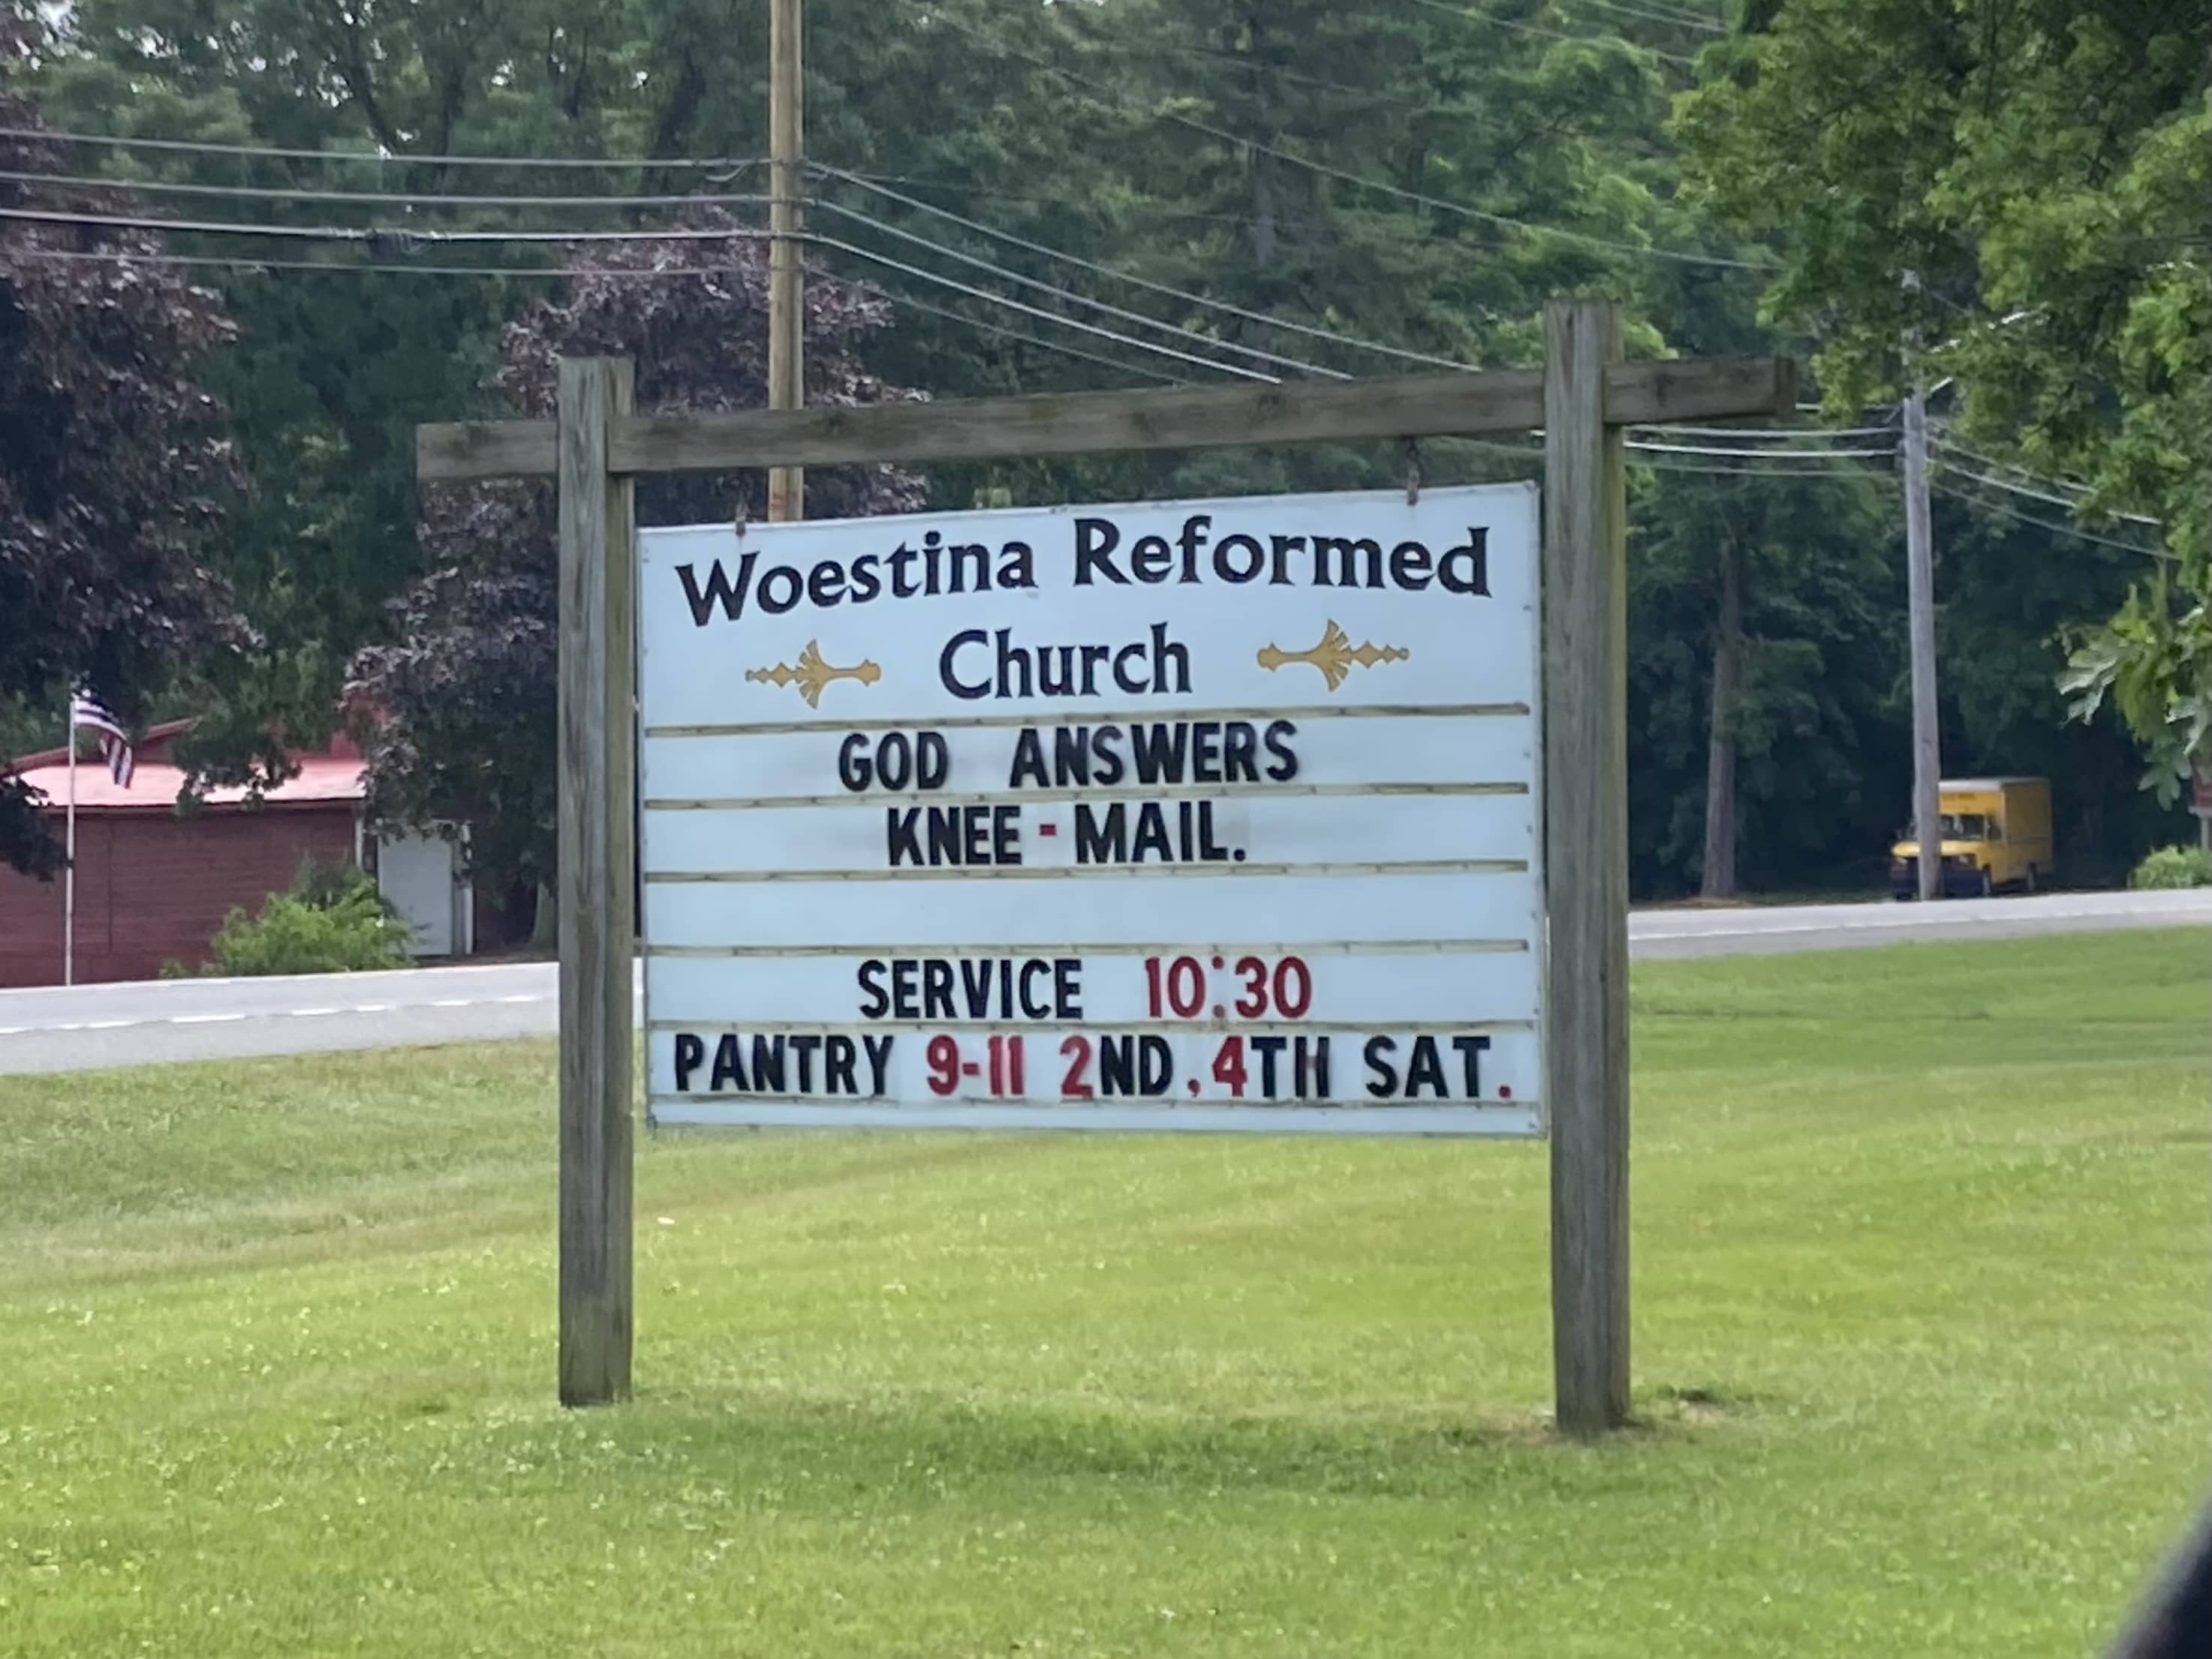 Woestina Reformed
Church
GOD ANSWERS
KNEE-MAIL.
SERVICE 10:30
PANTRY 9-11 2ND, 4TH SAT.